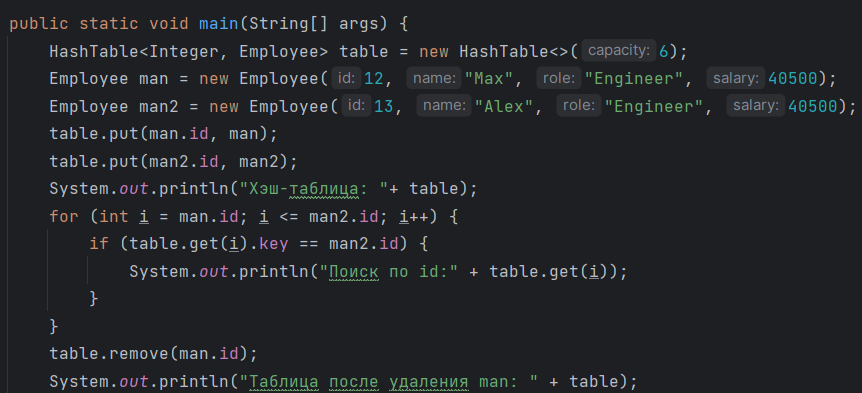 public static void main(String[] args) {
HashTable<Integer, Employee> table = new HashTable<>( capacity: 6);
Employee man = new Employee( id: 12, name: "Max", role: "Engineer", salary: 40500);
Employee man2 = new Employee( id: 13, name: "Alex", role: "Engineer", salary: 40500);
table.put(man.id, man);
table.put(man2.id, man2);
System.out.println("Хэш-таблица: "+ table);
for (int i = man.id; i <= man2.id; i++) {
if (table.get(i).key == man2.id) {
System.out.println("Поиск по id:" + table.get(i));
}
}
table.remove(man.id);
System.out.println("Таблица после удаления man: " + table);